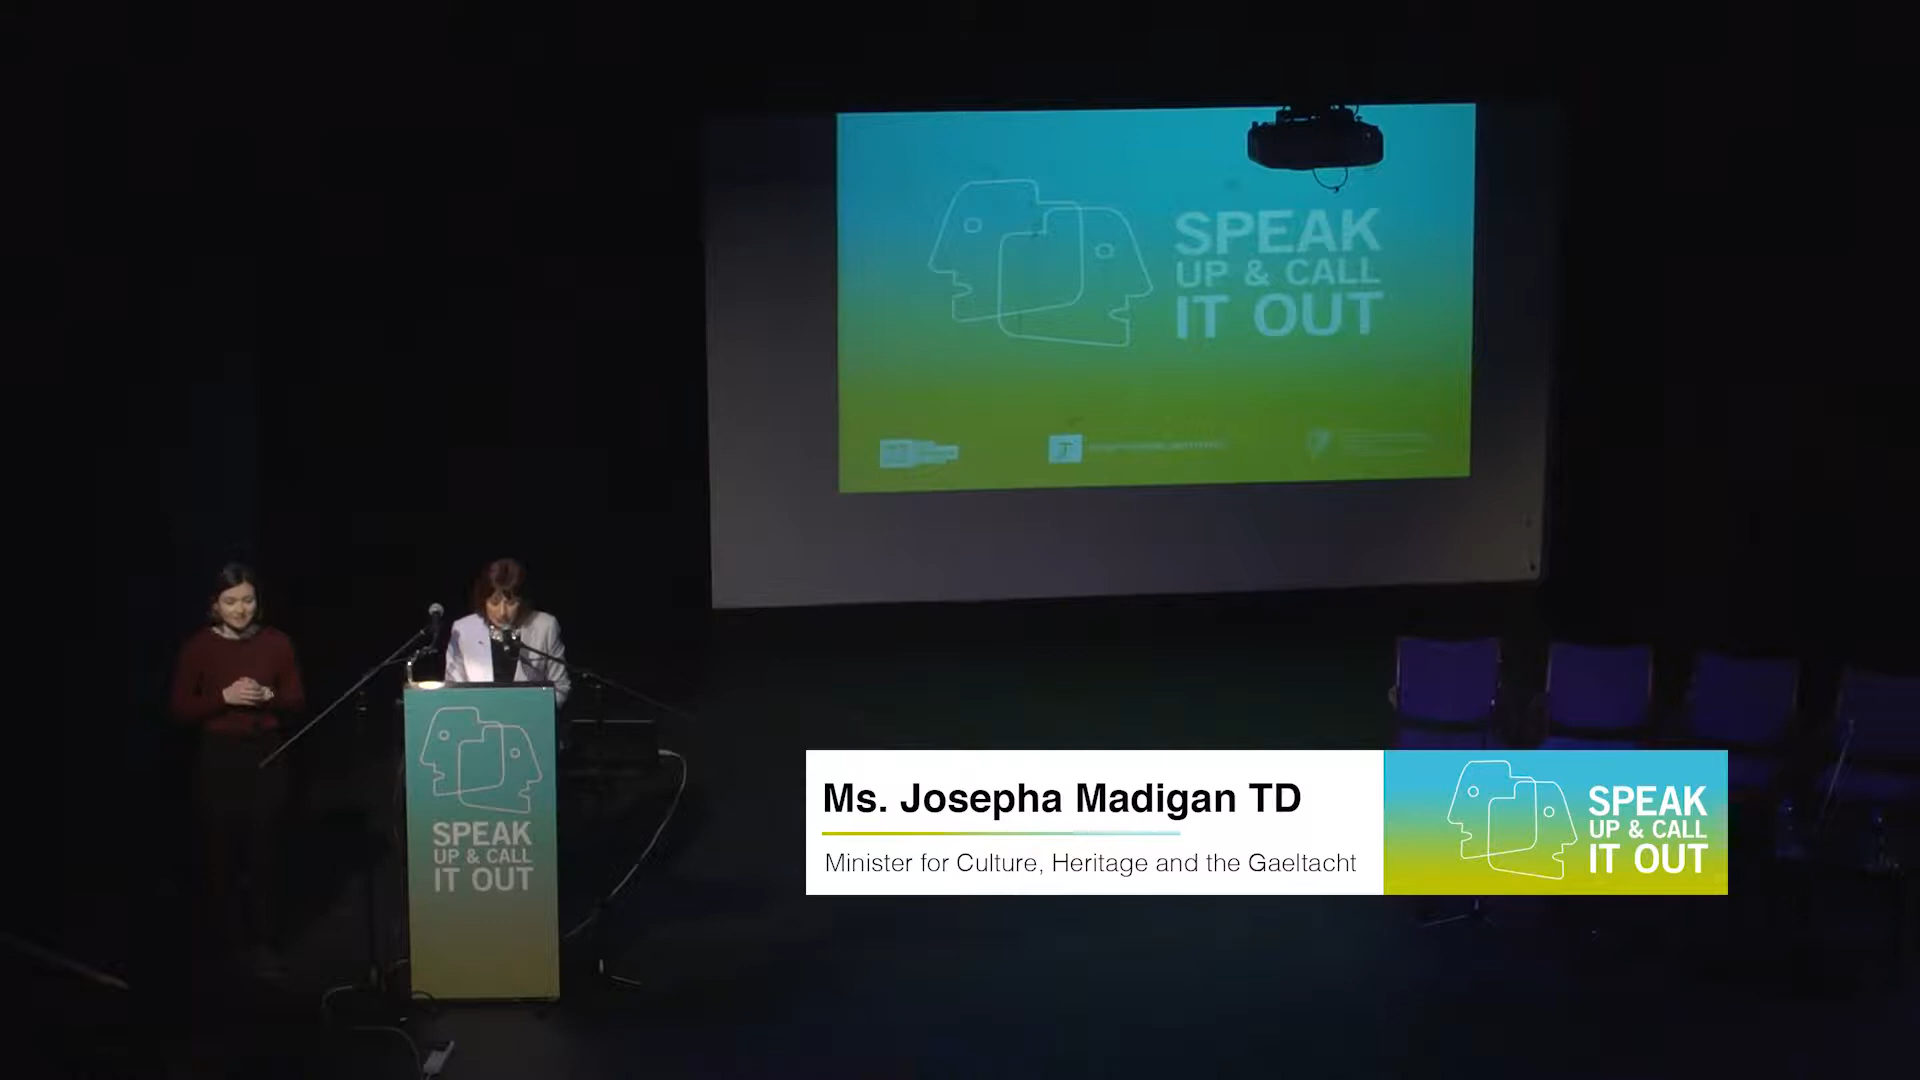 SPEAK
UP & CALL
IT OUT
SPEAK
UP & CALL
IT OUT
Ms. Josepha Madigan TD
Minister for Culture, Heritage and the Gaeltacht
SPEAK
UP & CALL
IT OUT